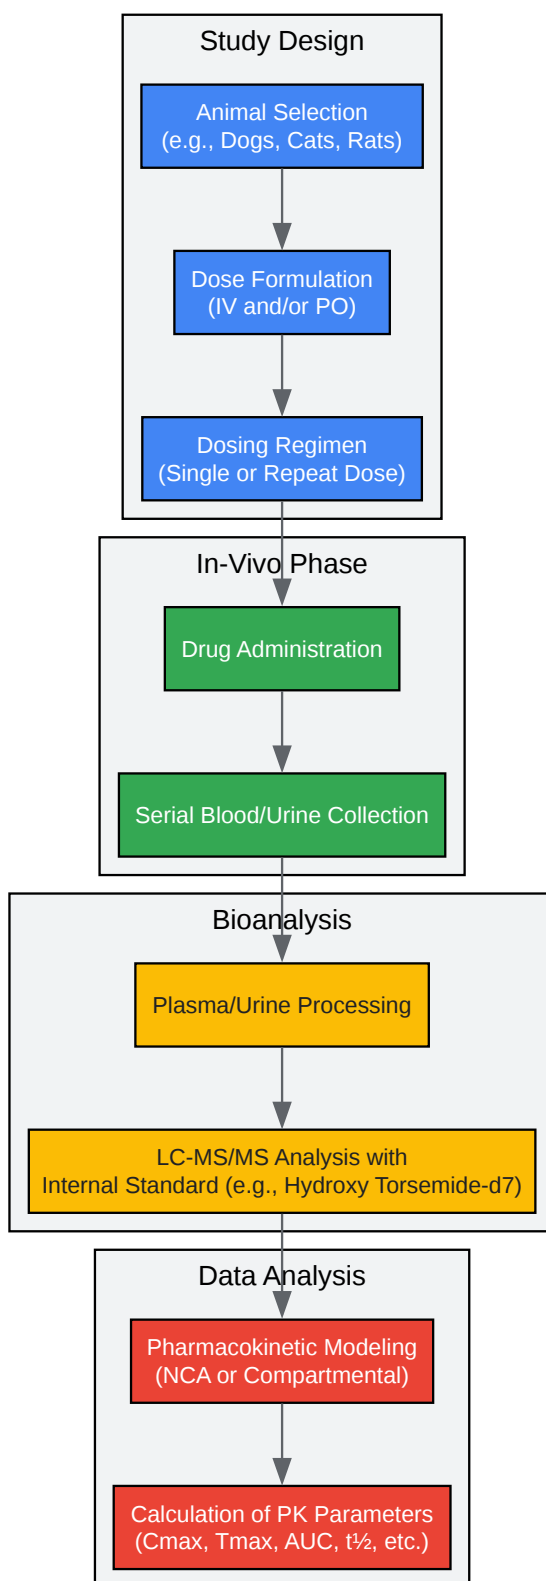 Study Design
Animal Selection
(e.g., Dogs, Cats, Rats)
Dose Formulation
(IV and/or PO)
Dosing Regimen
(Single or Repeat Dose)
In-Vivo Phase
Drug Administration
Serial Blood/Urine Collection
Bioanalysis
Plasma/Urine Processing
LC-MS/MS Analysis with
Internal Standard (e.g., Hydroxy Torsemide-d7)
Data Analysis
Pharmacokinetic Modeling
(NCA or Compartmental)
Calculation of PK Parameters
(Cmax, Tmax, AUC, t½, etc.)